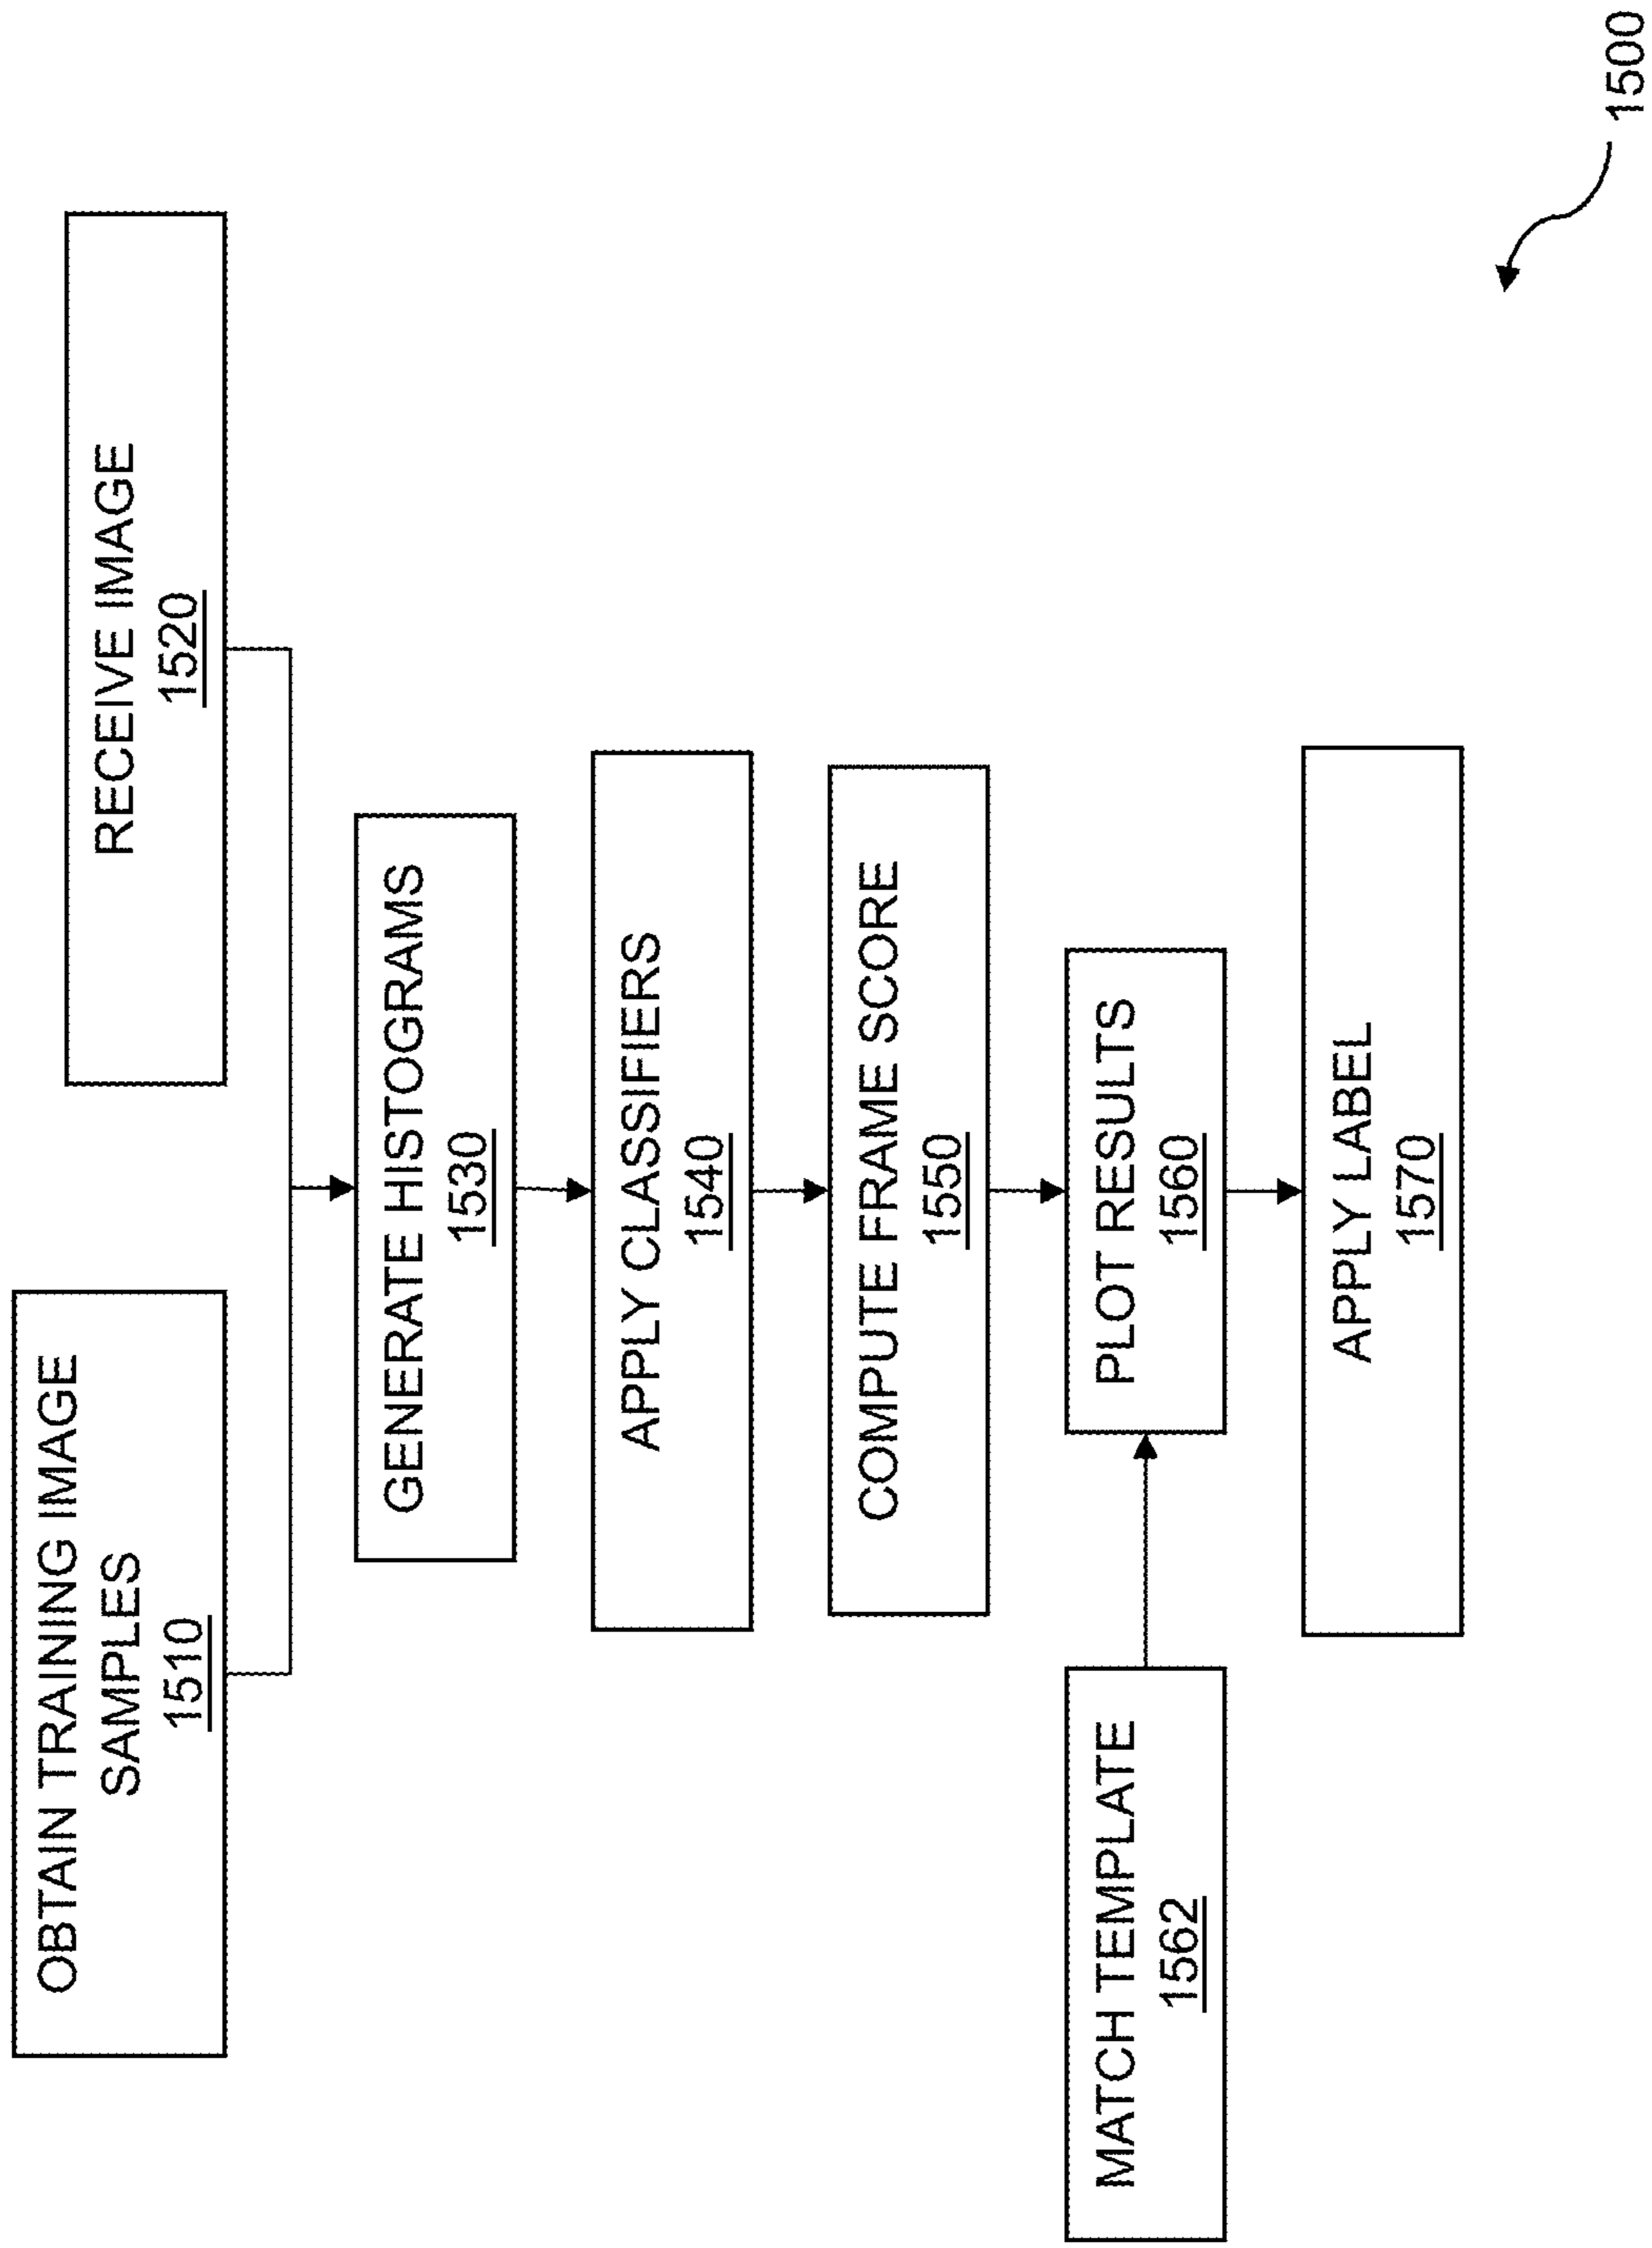 OBTAIN TRAINING IMAGE
SAMPLES
1510
RECEIVE IMAGE
1520
GENERATE HISTOGRAMS
1530
APPLY CLASSIFIERS
1540
COMPUTE FRAME SCORE
1550
MATCH TEMPLATE
1562
PLOT RESULTS
1560
APPLY LABEL
1570
1500